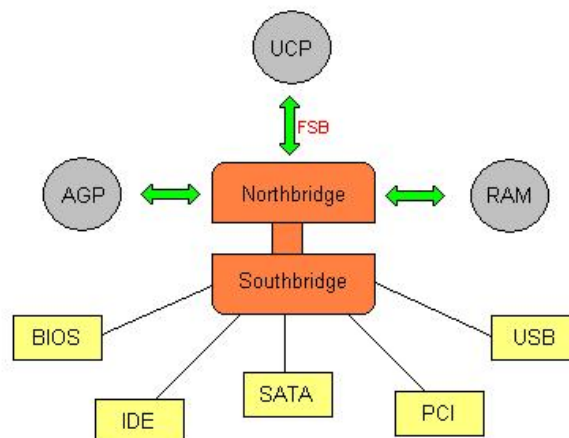 UCP
FSB
AGP
Northbridge
RAM
Southbridge
BIOS
USB
SATA
IDE
PCI